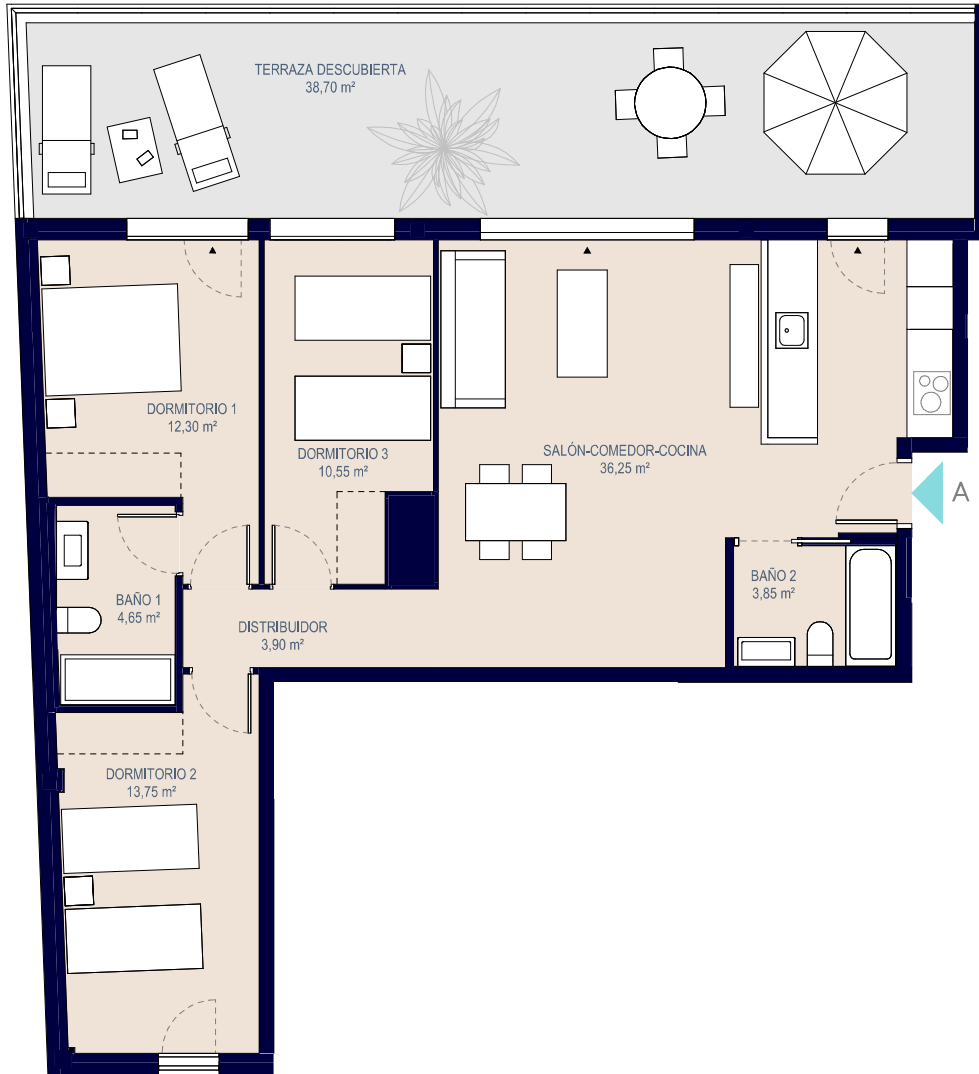 TERRAZA DESCUBIERTA
38,70 m²
DORMITORIO 1
12,30 m²
DORMITORIO 3
10,55 m²
SALÓN-COMEDOR-COCINA
36,25 m²
A
BAÑO 1
4,65 m²
BAÑO 2
3,85 m²
DISTRIBUIDOR
3,90 m²
DORMITORIO 2
13,75 m²